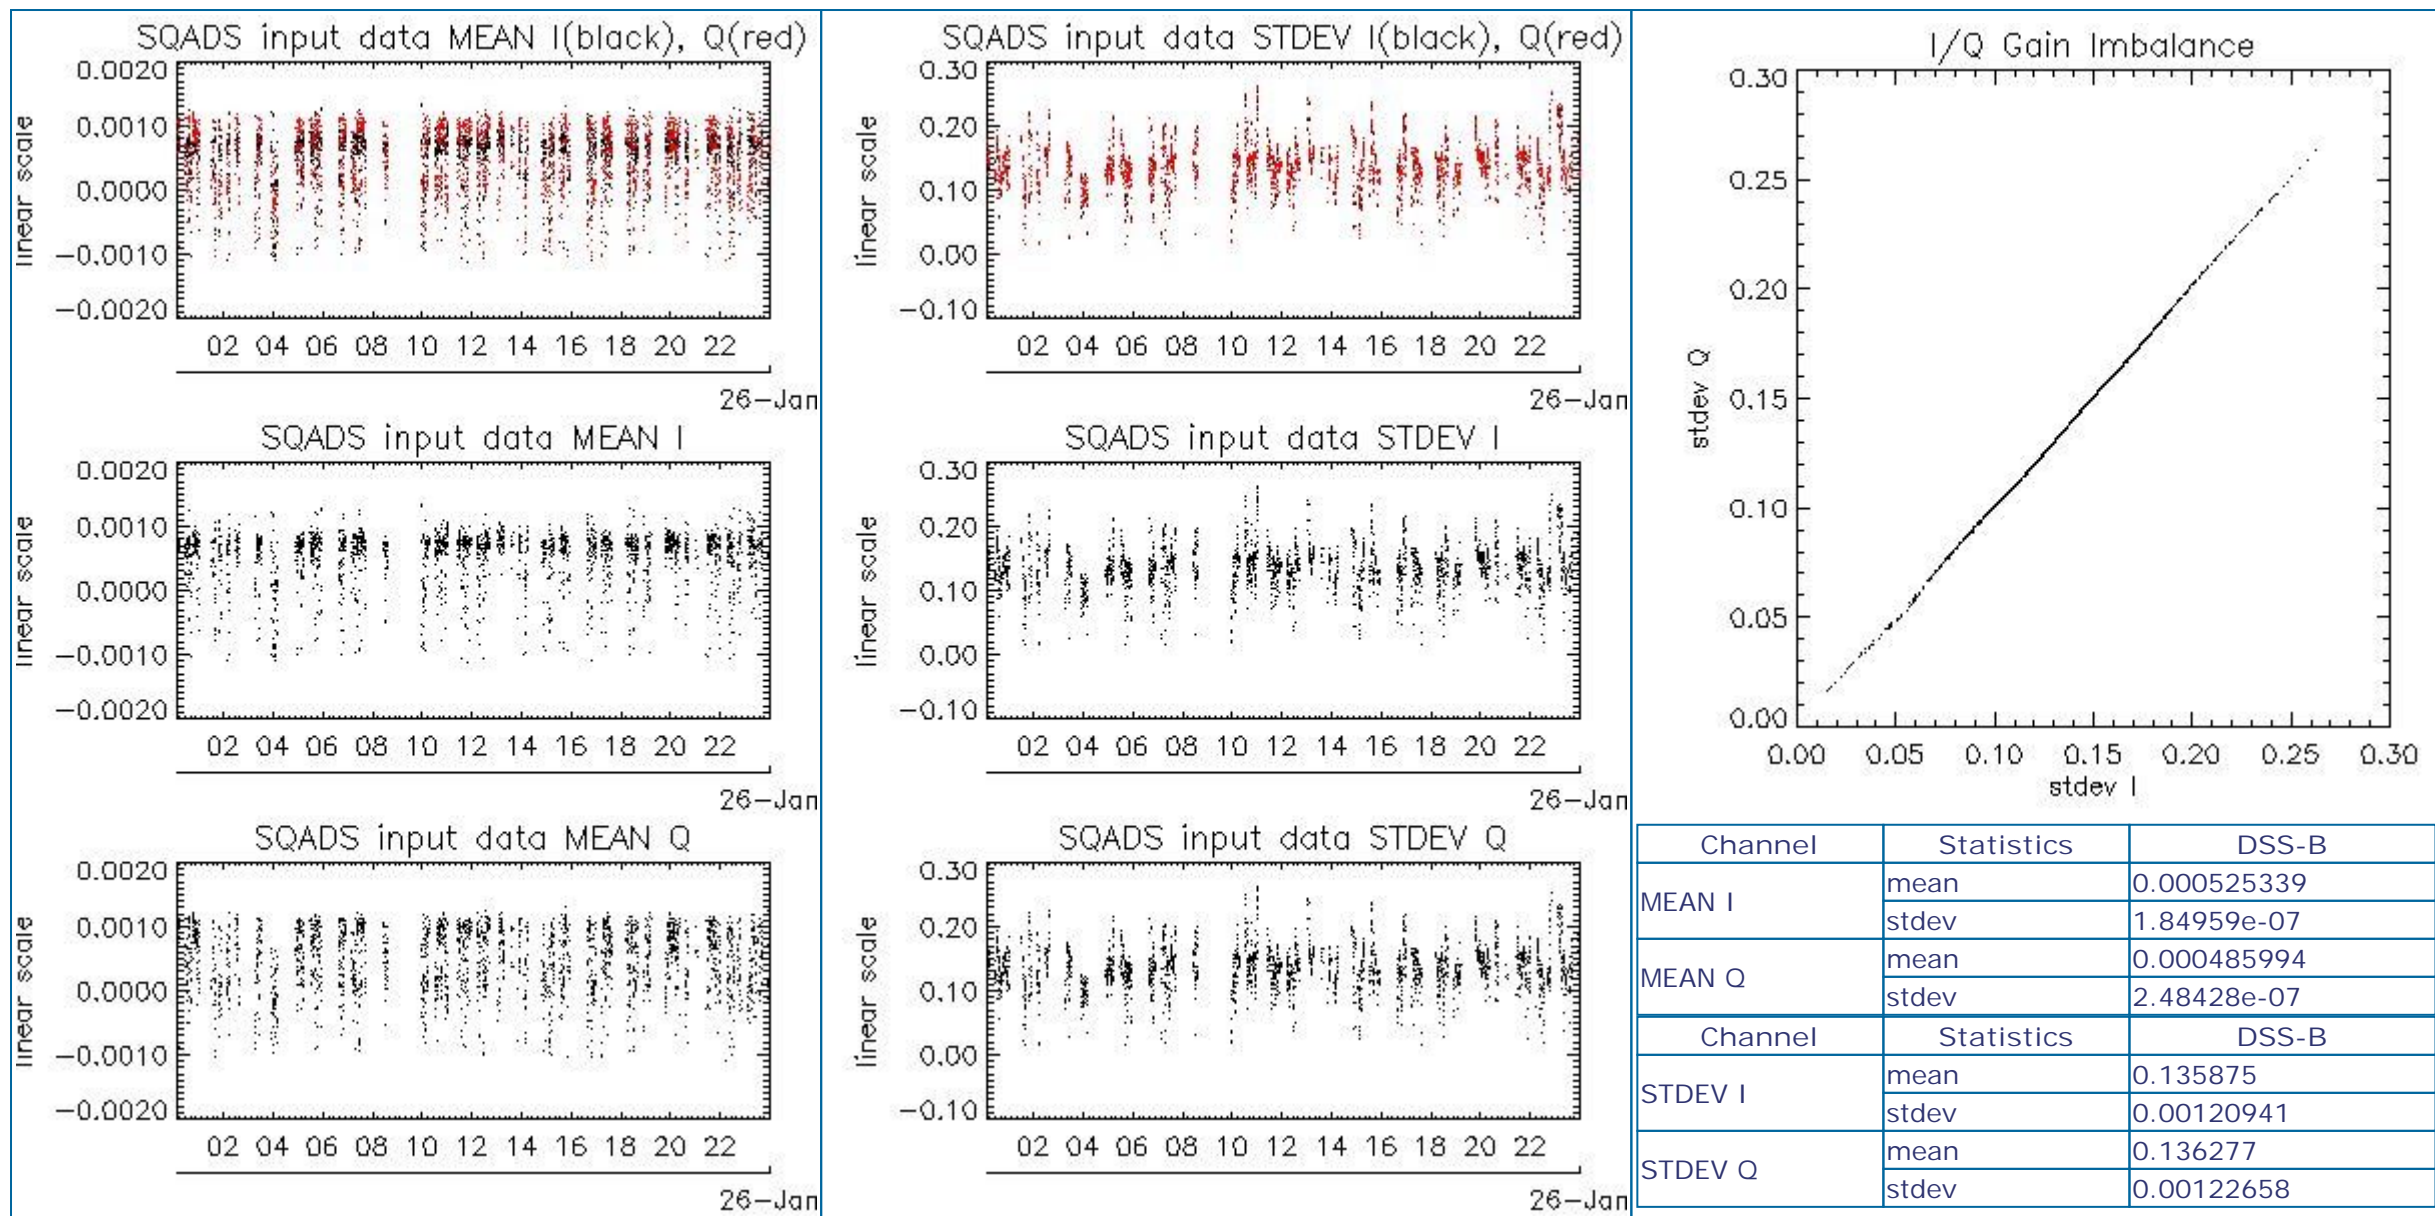 SQADS input data MEAN I(black), Q(red)
0.0020
0.0010
0.0000
−0.0010
−0.0020
linear scale
02 04 06 08 10 12 14 16 18 20 22
26−Jan
SQADS input data MEAN I
0.0020
0.0010
0.0000
−0.0010
−0.0020
linear scale
02 04 06 08 10 12 14 16 18 20 22
26−Jan
SQADS input data MEAN Q
0.0020
0.0010
0.0000
−0.0010
−0.0020
linear scale
02 04 06 08 10 12 14 16 18 20 22
26−Jan
SQADS input data STDEV I(black), Q(red)
0.30
0.20
0.10
0.00
−0.10
linear scale
02 04 06 08 10 12 14 16 18 20 22
26−Jan
SQADS input data STDEV I
0.30
0.20
0.10
0.00
−0.10
linear scale
02 04 06 08 10 12 14 16 18 20 22
26−Jan
SQADS input data STDEV Q
0.30
0.20
0.10
0.00
−0.10
linear scale
02 04 06 08 10 12 14 16 18 20 22
26−Jan
I/Q Gain Imbalance
0.30
0.25
0.20
0.15
0.10
0.05
0.00
stdev Q
0.00 0.05 0.10 0.15 0.20 0.25 0.30
stdev I
Channel Statistics DSS-B
MEAN I mean 0.000525339
stdev 1.84959e-07
MEAN Q mean 0.000485994
stdev 2.48428e-07
Channel Statistics DSS-B
STDEV I mean 0.135875
stdev 0.00120941
STDEV Q mean 0.136277
stdev 0.00122658